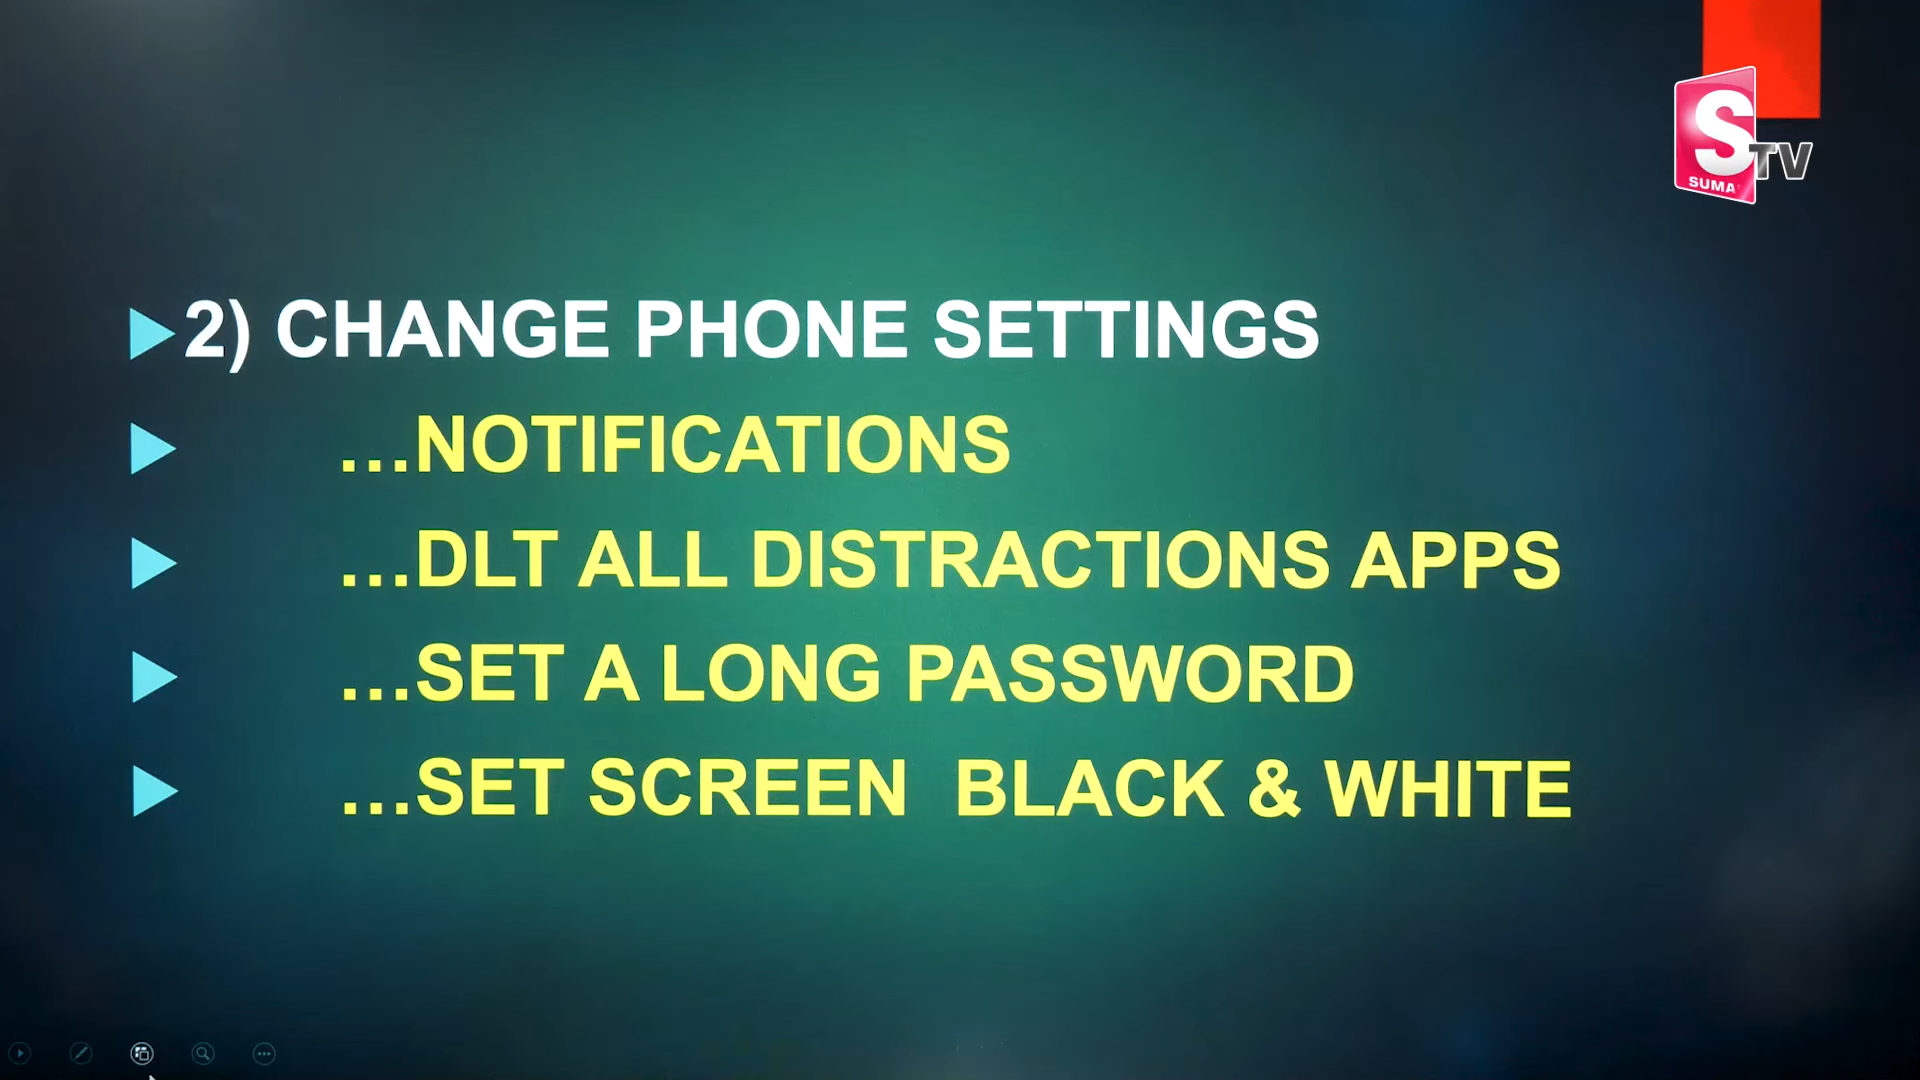 S
TV
SUMA
2) CHANGE PHONE SETTINGS
...NOTIFICATIONS
...DLT ALL DISTRACTIONS APPS
...SET A LONG PASSWORD
...SET SCREEN  BLACK & WHITE